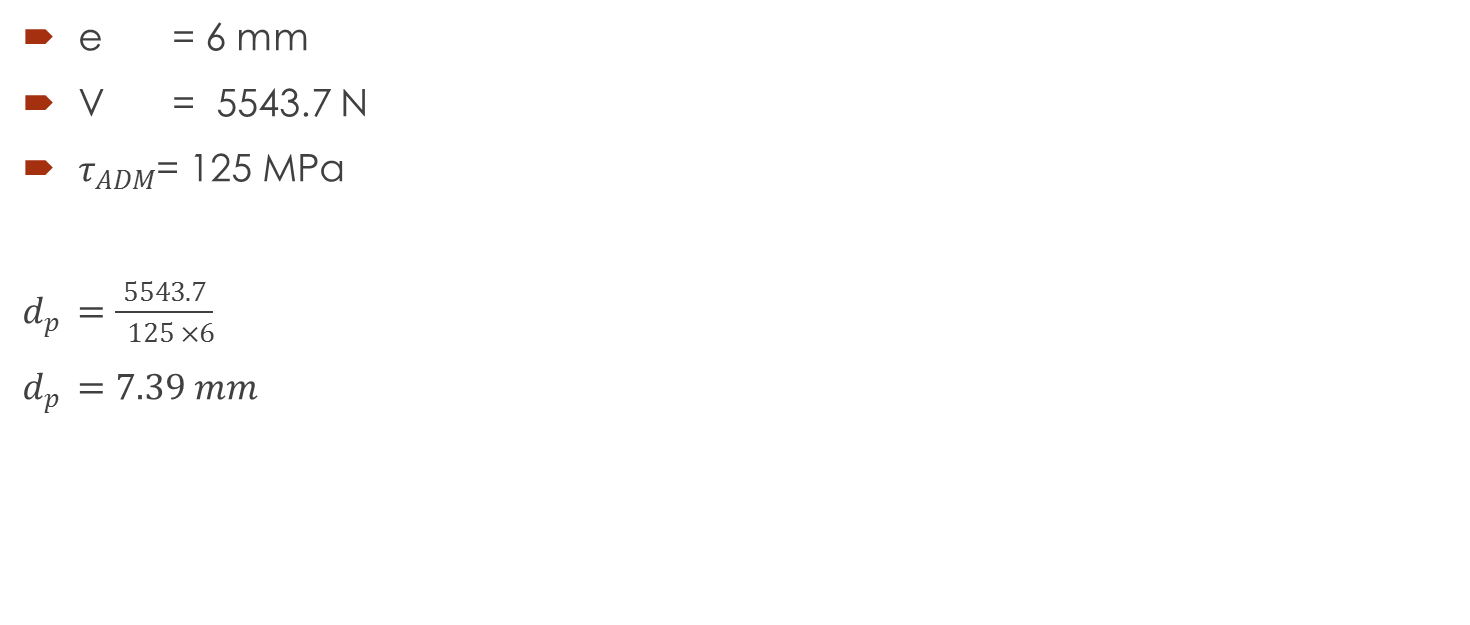 e = 6 mm
V = 5543.7 N
τ_ADM = 125 MPa
d_p = 5543.7 / 125 ×6
d_p = 7.39 mm